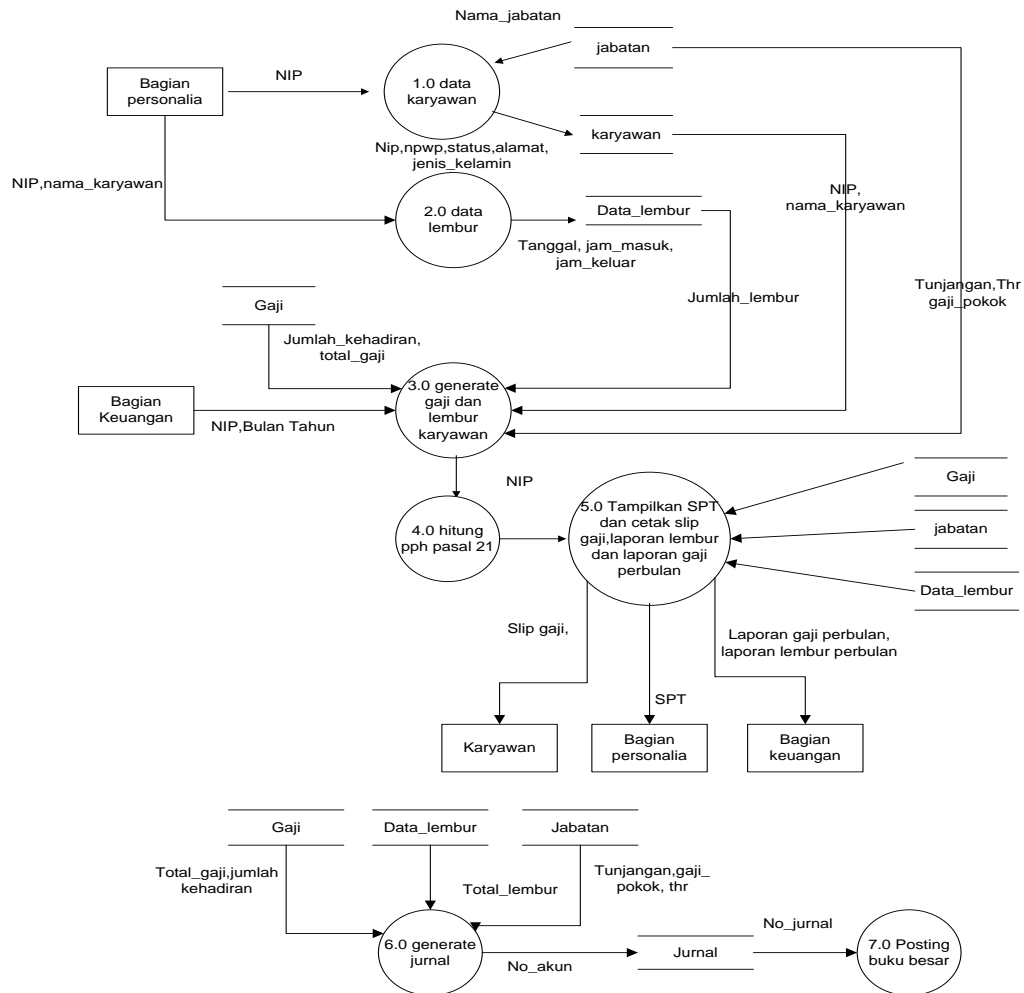 Nama_jabatan
jabatan
Bagian
personalia
NIP
1.0 data
karyawan
karyawan
Nip,npwp,status,alamat,
jenis_kelamin
NIP,nama_karyawan
NIP,
nama_karyawan
2.0 data
lembur
Data_lembur
Tanggal, jam_masuk,
jam_keluar
Tunjangan,Thr
gaji_pokok
Jumlah_lembur
Gaji
Jumlah_kehadiran,
total_gaji
3.0 generate
gaji dan
lembur
karyawan
Bagian
Keuangan
NIP,Bulan Tahun
NIP
Gaji
4.0 hitung
pph pasal 21
5.0 Tampilkan SPT
dan cetak slip
gaji,laporan lembur
dan laporan gaji
perbulan
jabatan
Data_lembur
Slip gaji,
Laporan gaji perbulan,
laporan lembur perbulan
SPT
Karyawan
Bagian
personalia
Bagian
keuangan
Gaji
Data_lembur
Jabatan
Total_gaji,jumlah
kehadiran
Total_lembur
Tunjangan,gaji_
pokok, thr
6.0 generate
jurnal
No_akun
Jurnal
No_jurnal
7.0 Posting
buku besar